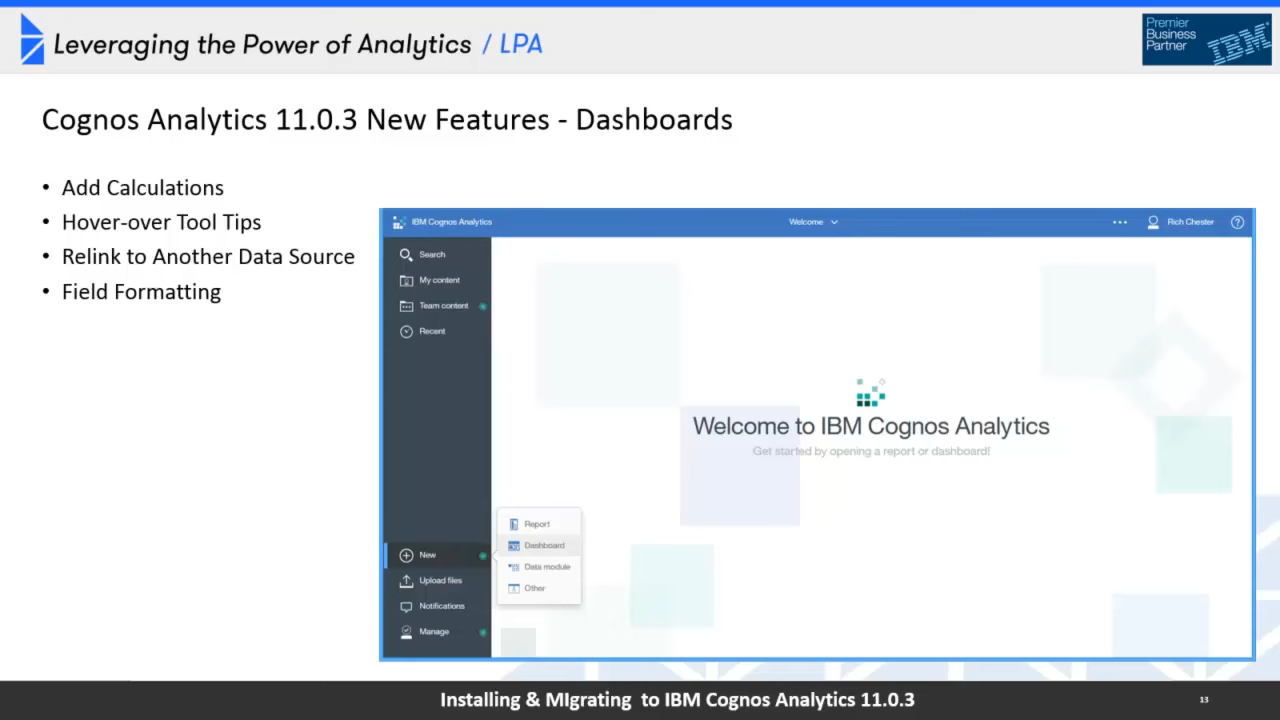 Leveraging the Power of Analytics / LPA
Premier
Business
Partner
IBM
Cognos Analytics 11.0.3 New Features - Dashboards
• Add Calculations
• Hover-over Tool Tips
• Relink to Another Data Source
• Field Formatting
IBM Cognos Analytics
Welcome
Rich Chester
?
Search
My content
Team content
Recent
Welcome to IBM Cognos Analytics
Get started by opening a report or dashboard!
Report
Dashboard
Data module
Other
New
Upload files
Notifications
Manage
Installing & MIgrating to IBM Cognos Analytics 11.0.3
13